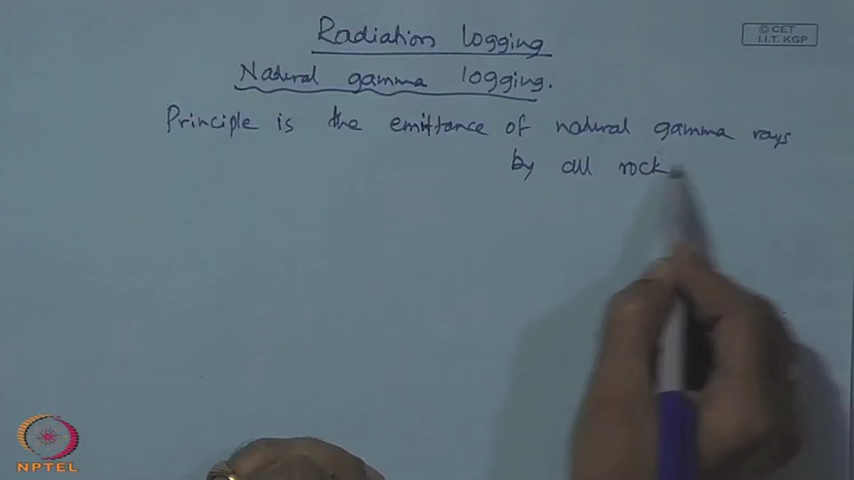 Radiation logging
© CET
I.I.T. KGP
Natural gamma logging.
Principle is the emittance of natural gamma rays
by all rock
NPTEL